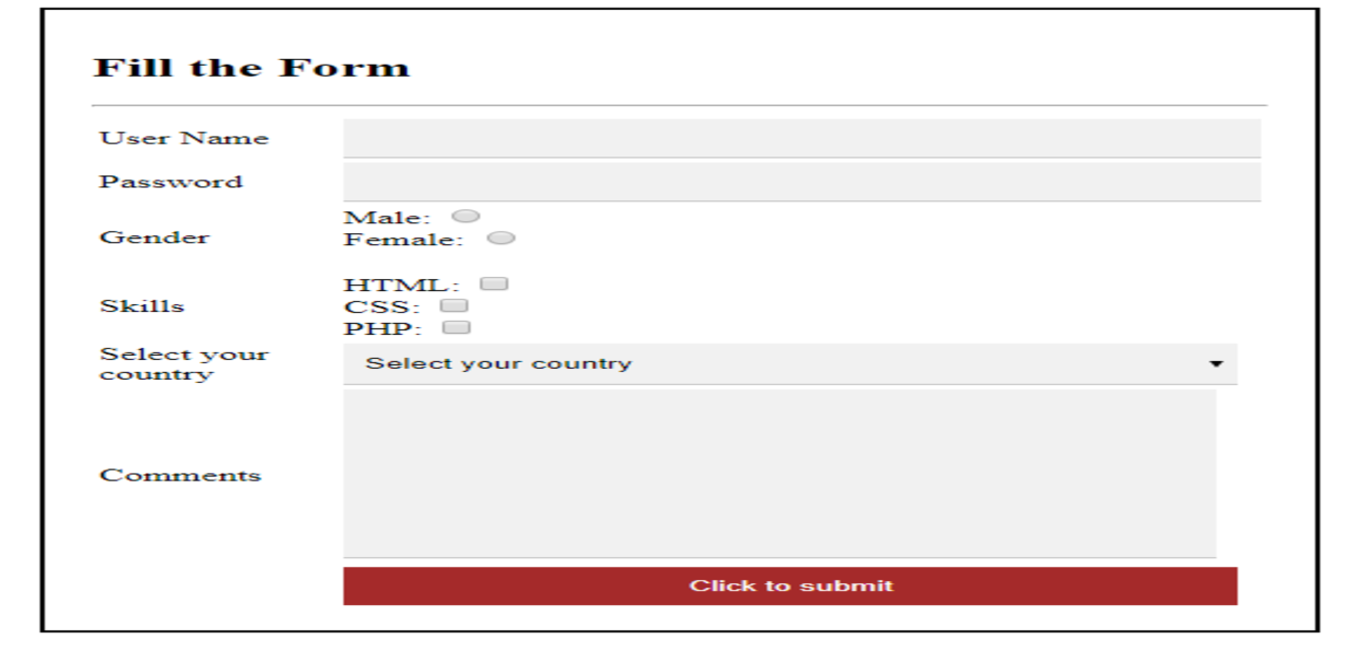 Fill the Form
User Name
Password
Gender
Male:
Female:
Skills
HTML:
CSS:
PHP:
Select your
country
Select your country
Comments
Click to submit